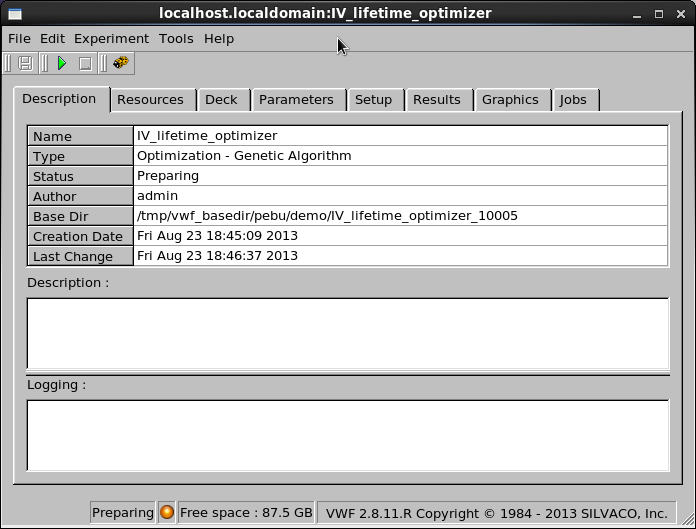 localhost.localdomain:IV_lifetime_optimizer
File Edit Experiment Tools Help
Description Resources Deck Parameters Setup Results Graphics Jobs
Name IV_lifetime_optimizer
Type Optimization - Genetic Algorithm
Status Preparing
Author admin
Base Dir /tmp/vwf_basedir/pebu/demo/IV_lifetime_optimizer_10005
Creation Date Fri Aug 23 18:45:09 2013
Last Change Fri Aug 23 18:46:37 2013
Description :
Logging :
Preparing Free space : 87.5 GB VWF 2.8.11.R Copyright © 1984 - 2013 SILVACO, Inc.